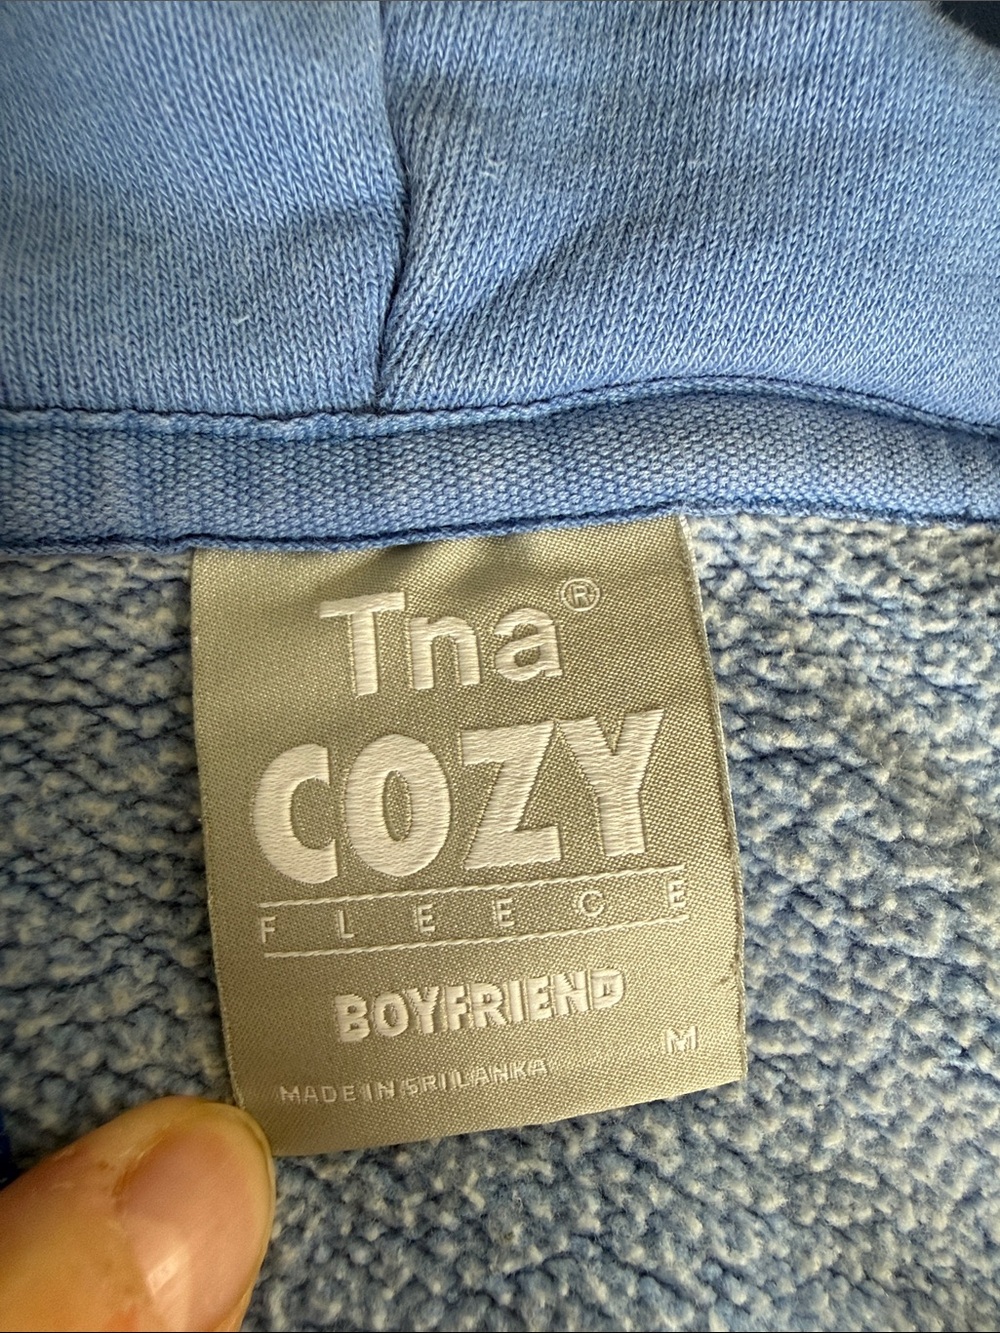 Tna®
COZY
FLEECE
BOYFRIEND
M
MADE IN SRI LANKA